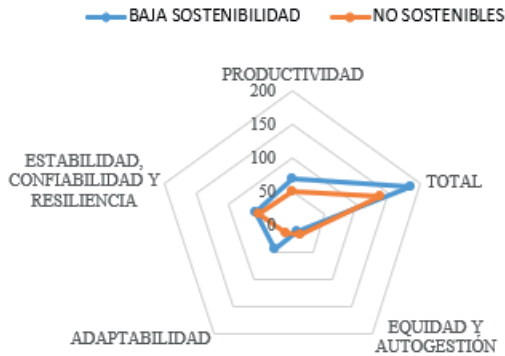 BAJA SOSTENIBILIDAD NO SOSTENIBLES
PRODUCTIVIDAD
200
150
100
50
0
TOTAL
EQUIDAD Y
AUTOGESTIÓN
ADAPTABILIDAD
ESTABILIDAD,
CONFIABILIDAD Y
RESILIENCIA